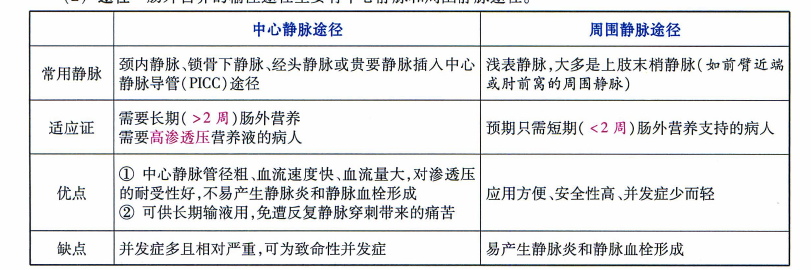 中心静脉途径
周围静脉途径
常用静脉
颈内静脉、锁骨下静脉、经头静脉或贵要静脉插入中心
静脉导管(PICC)途径
浅表静脉,大多是上肢末梢静脉(如前臂近端
或肘前窝的周围静脉)
适应证
需要长期(>2 周)肠外营养
需要高渗透压营养液的病人
预期只需短期(<2 周)肠外营养支持的病人
优点
① 中心静脉管径粗、血流速度快、血流量大,对渗透压
的耐受性好,不易产生静脉炎和静脉血栓形成
② 可供长期输液用,免遭反复静脉穿刺带来的痛苦
应用方便、安全性高、并发症少而轻
缺点
并发症多且相对严重,可为致命性并发症
易产生静脉炎和静脉血栓形成